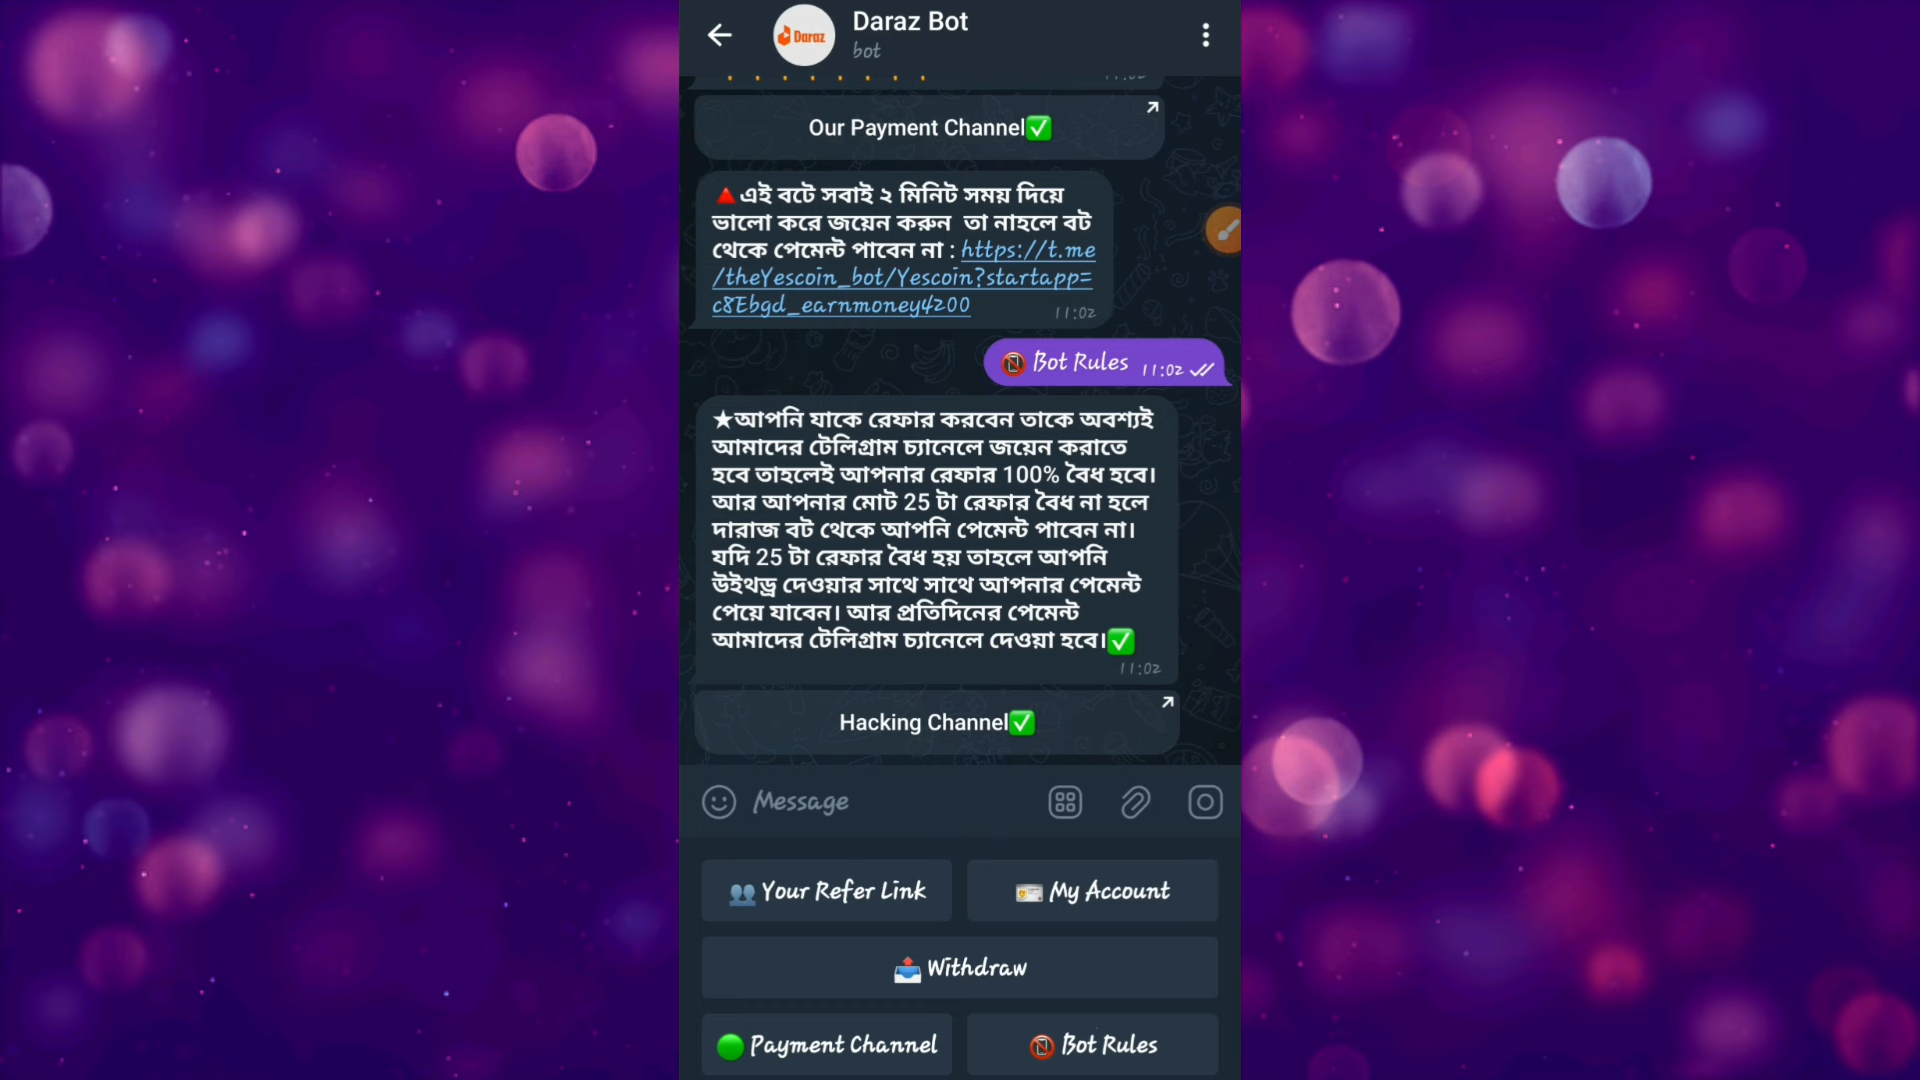 Daraz
Daraz Bot
bot
Our Payment Channel✅
🔺এই বটে সবাই ২ মিনিট সময় দিয়ে
ভালো করে জয়েন করুন তা নাহলে বট
থেকে পেমেন্ট পাবেন না : https://t.me
/theYescoin_bot/Yescoin?startapp=
c8Ebgd_earnmoney4200
11:02
📵 Bot Rules 11:02
★আপনি যাকে রেফার করবেন তাকে অবশ্যই
আমাদের টেলিগ্রাম চ্যানেলে জয়েন করাতে
হবে তাহলেই আপনার রেফার 100% বৈধ হবে।
আর আপনার মোট 25 টা রেফার বৈধ না হলে
দারাজ বট থেকে আপনি পেমেন্ট পাবেন না।
যদি 25 টা রেফার বৈধ হয় তাহলে আপনি
উইথড্র দেওয়ার সাথে সাথে আপনার পেমেন্ট
পেয়ে যাবেন। আর প্রতিদিনের পেমেন্ট
আমাদের টেলিগ্রাম চ্যানেলে দেওয়া হবে।✅
11:02
Hacking Channel✅
Message
👥 Your Refer Link
🪪 My Account
📤 Withdraw
🟢 Payment Channel
📵 Bot Rules